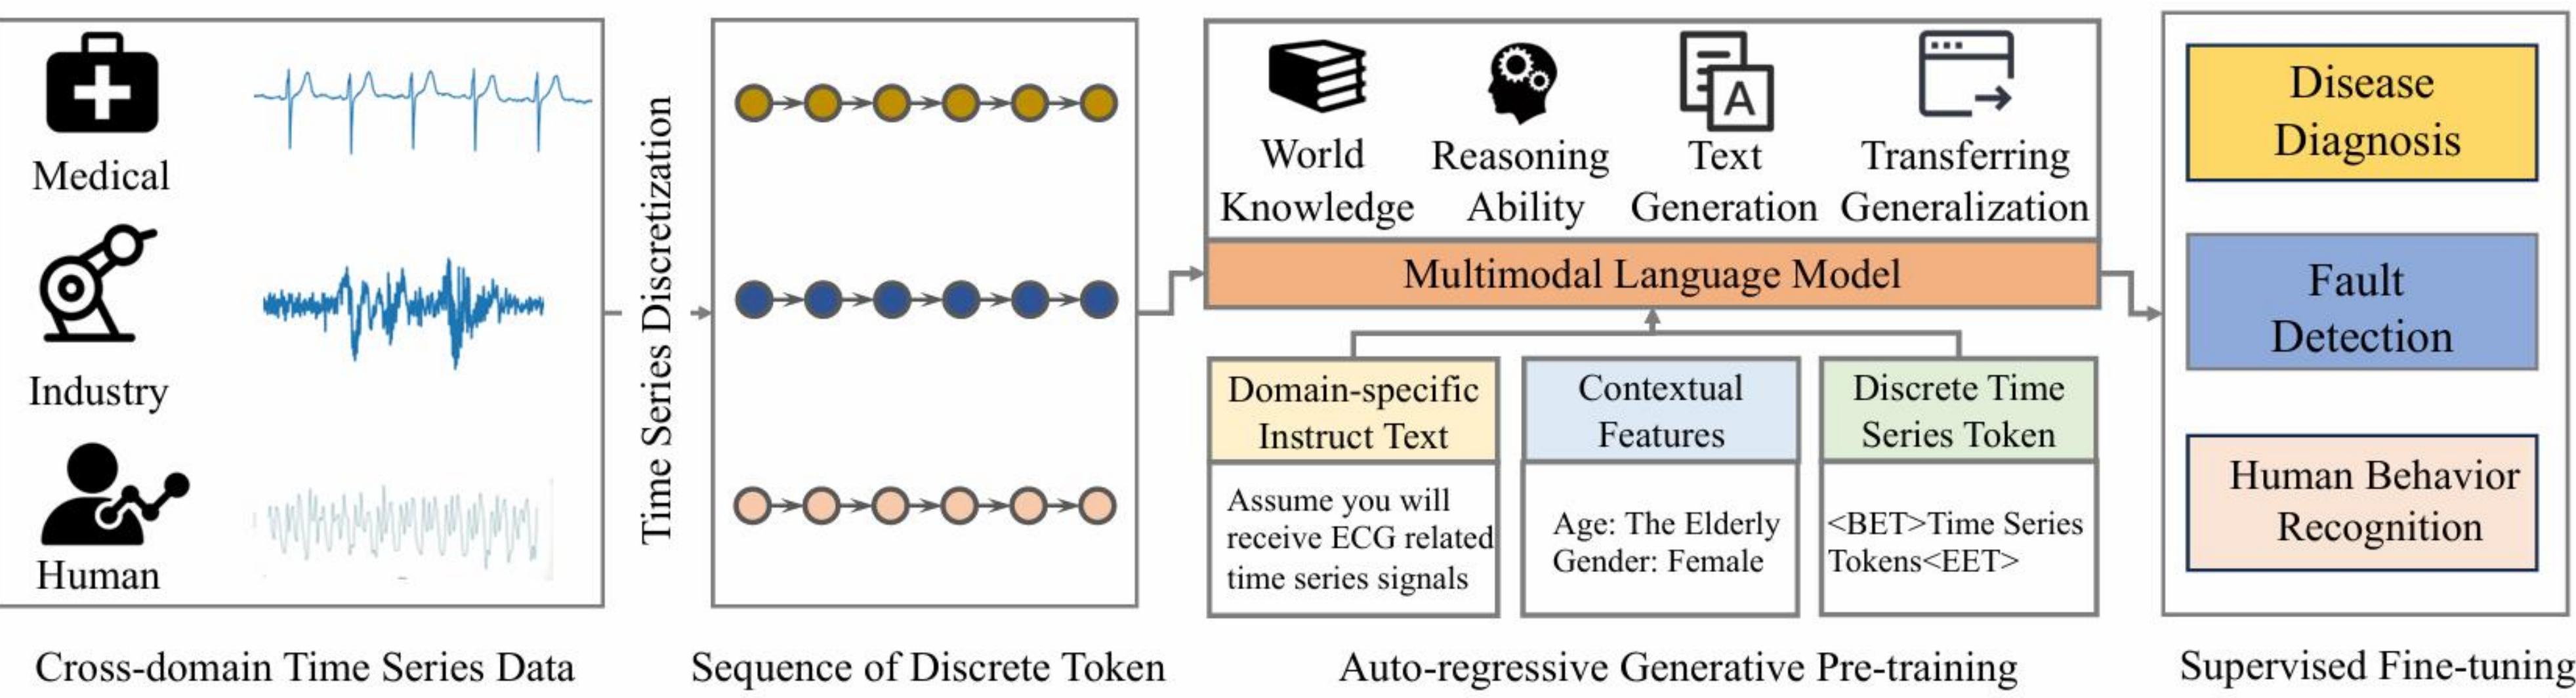 Medical
Industry
Human
Cross-domain Time Series Data
Time Series Discretization
Sequence of Discrete Token
World
Knowledge
Reasoning
Ability
A
Text
Generation
Transferring
Generalization
Multimodal Language Model
Domain-specific
Instruct Text
Assume you will
receive ECG related
time series signals
Contextual
Features
Age: The Elderly
Gender: Female
Discrete Time
Series Token
<BET>Time Series
Tokens<EET>
Auto-regressive Generative Pre-training
Disease
Diagnosis
Fault
Detection
Human Behavior
Recognition
Supervised Fine-tuning